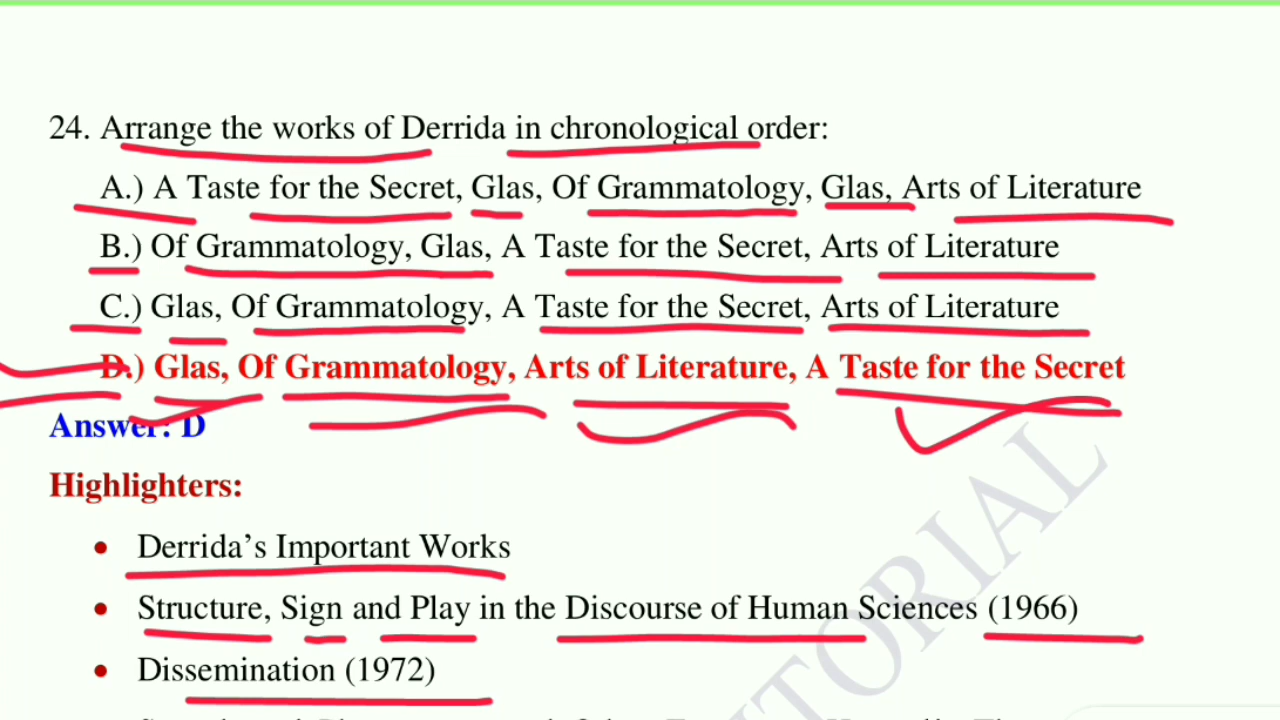 24. Arrange the works of Derrida in chronological order:
A.) A Taste for the Secret, Glas, Of Grammatology, Glas, Arts of Literature
B.) Of Grammatology, Glas, A Taste for the Secret, Arts of Literature
C.) Glas, Of Grammatology, A Taste for the Secret, Arts of Literature
D.) Glas, Of Grammatology, Arts of Literature, A Taste for the Secret
Answer: D
Highlighters:
• Derrida’s Important Works
• Structure, Sign and Play in the Discourse of Human Sciences (1966)
• Dissemination (1972)